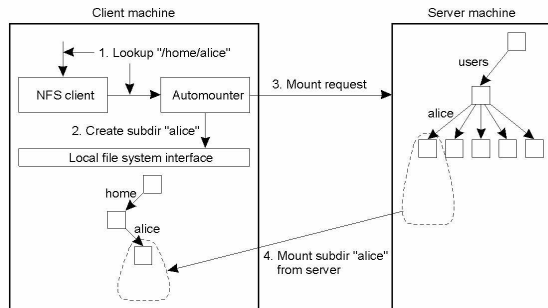 Client machine
Server machine
1. Lookup "/home/alice"
users
NFS client
Automounter
3. Mount request
alice
2. Create subdir "alice"
Local file system interface
home
alice
4. Mount subdir "alice"
from server